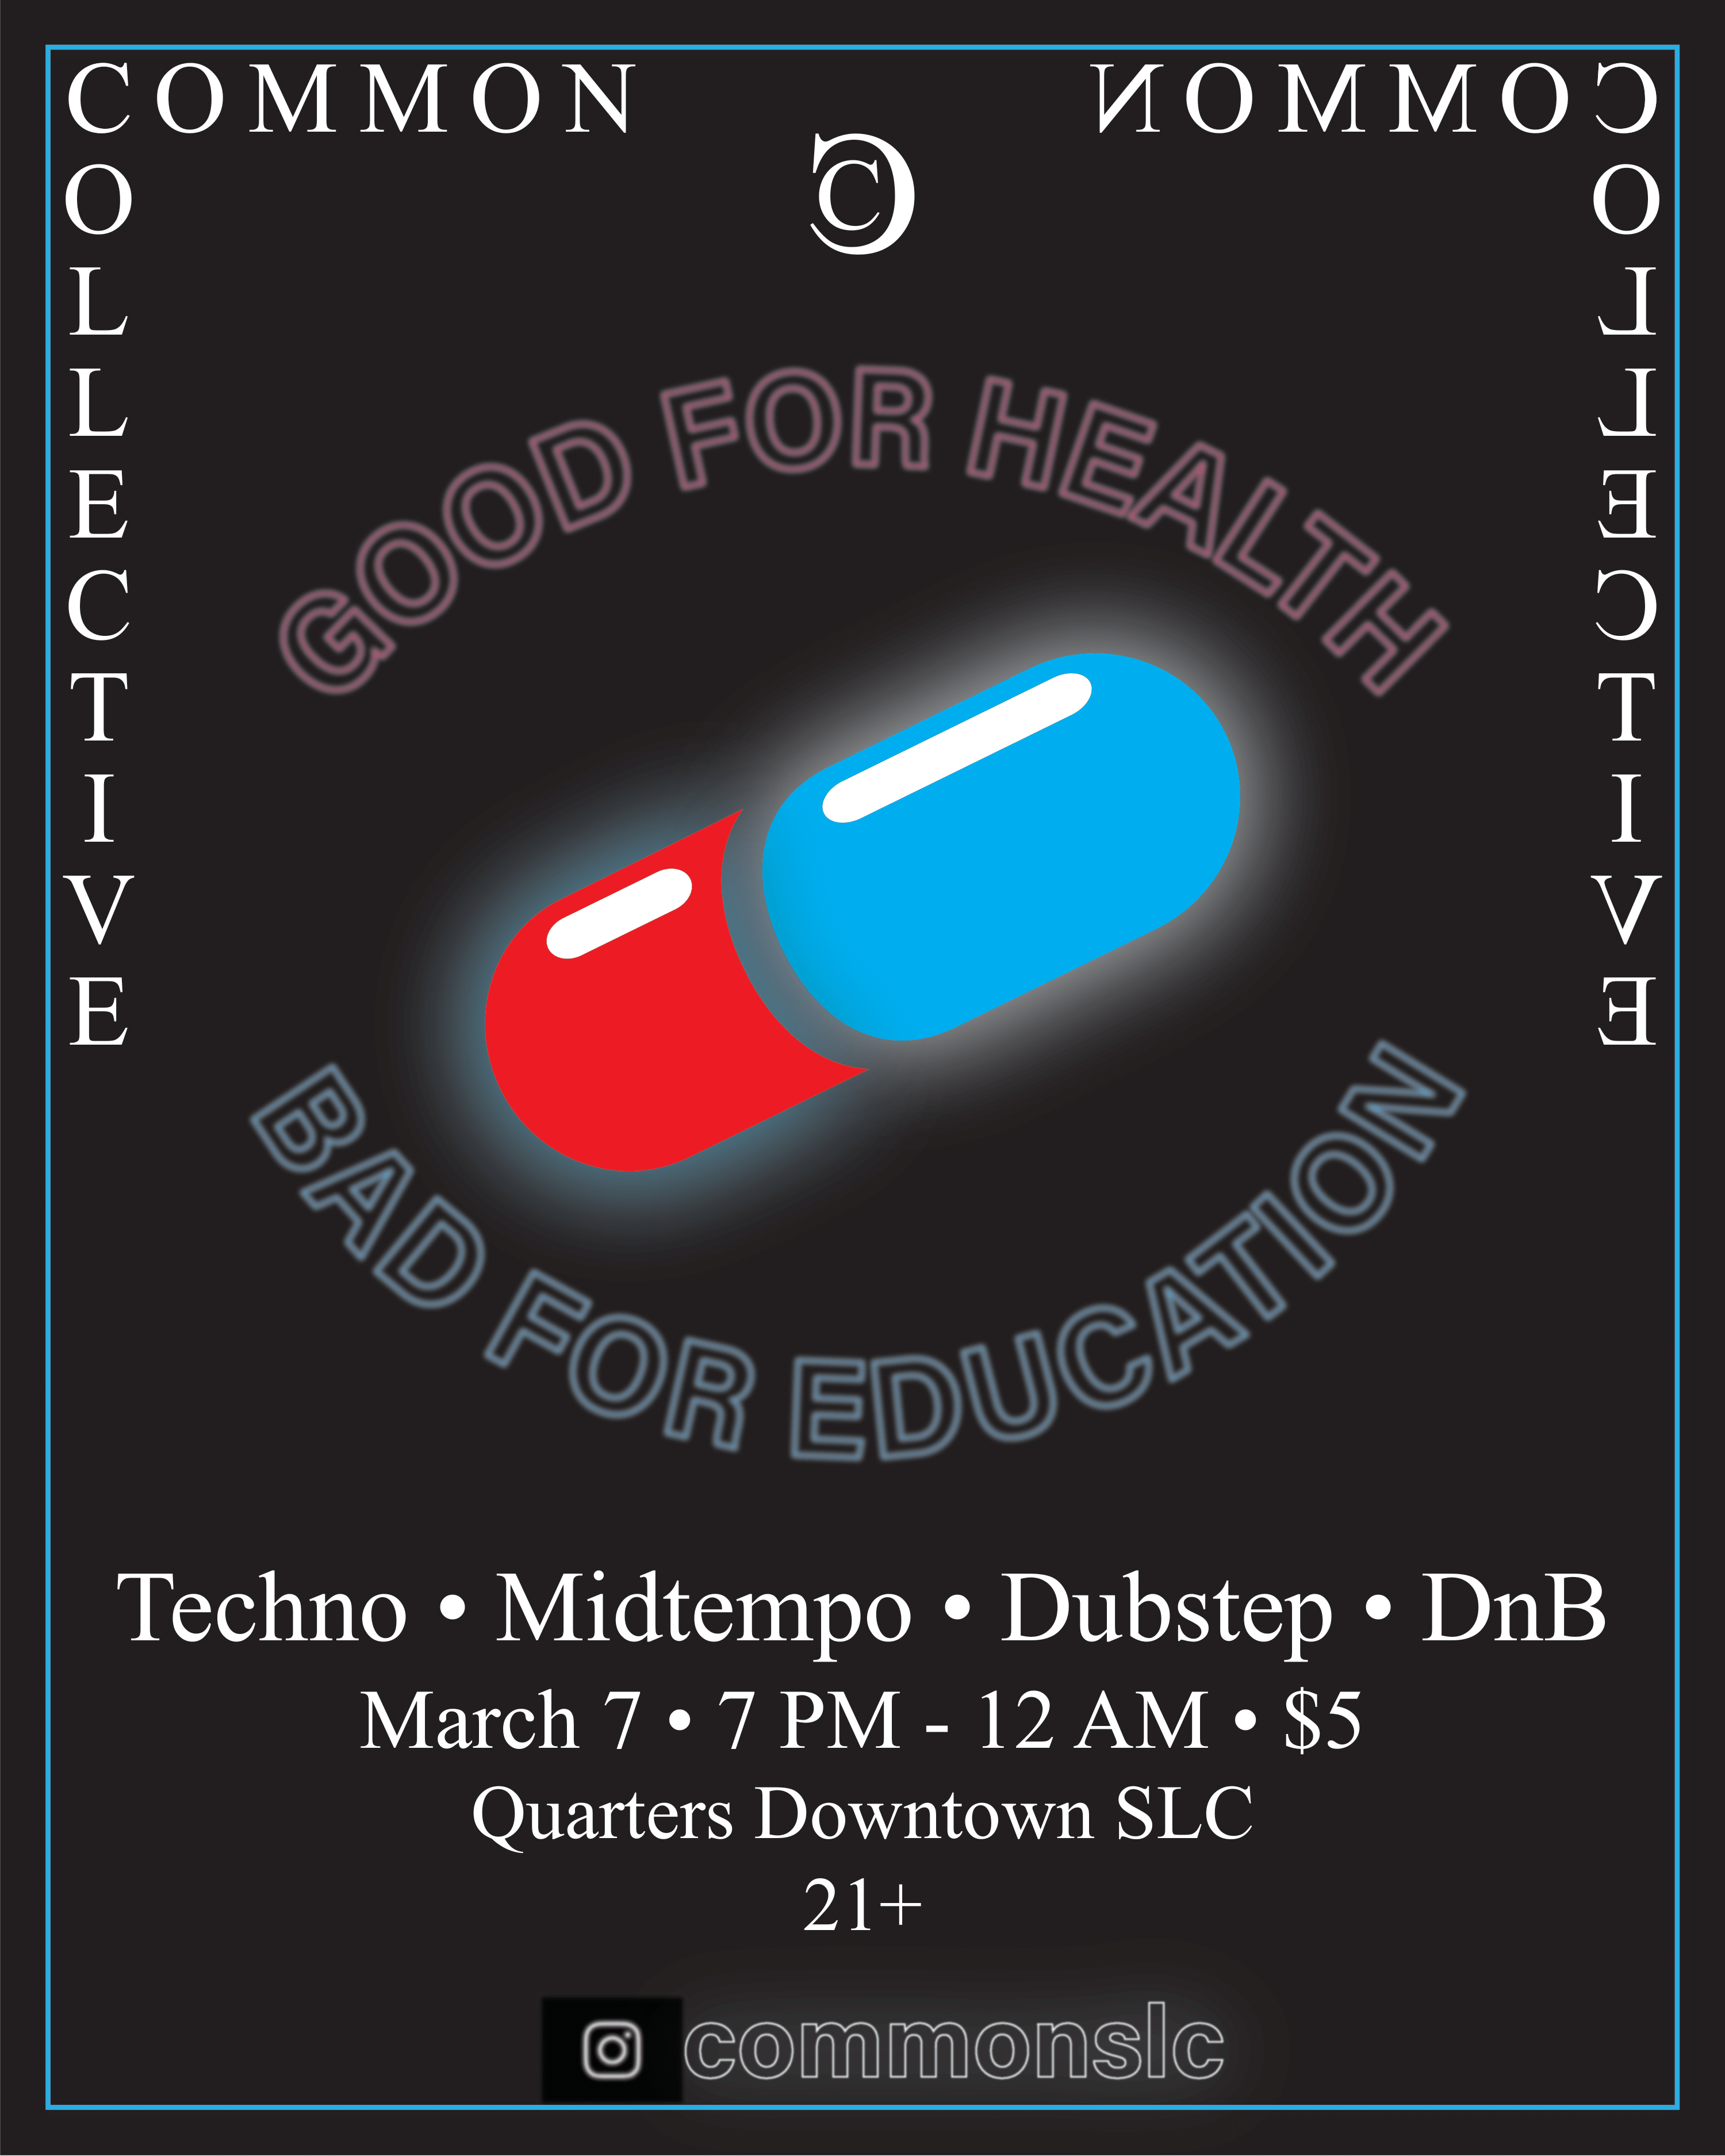 COMMON
COMMON
COLLECTIVE
COLLECTIVE
GOOD FOR HEALTH
BAD FOR EDUCATION
Techno • Midtempo • Dubstep • DnB
March 7 • 7 PM - 12 AM • $5
Quarters Downtown SLC
21+
commonslc